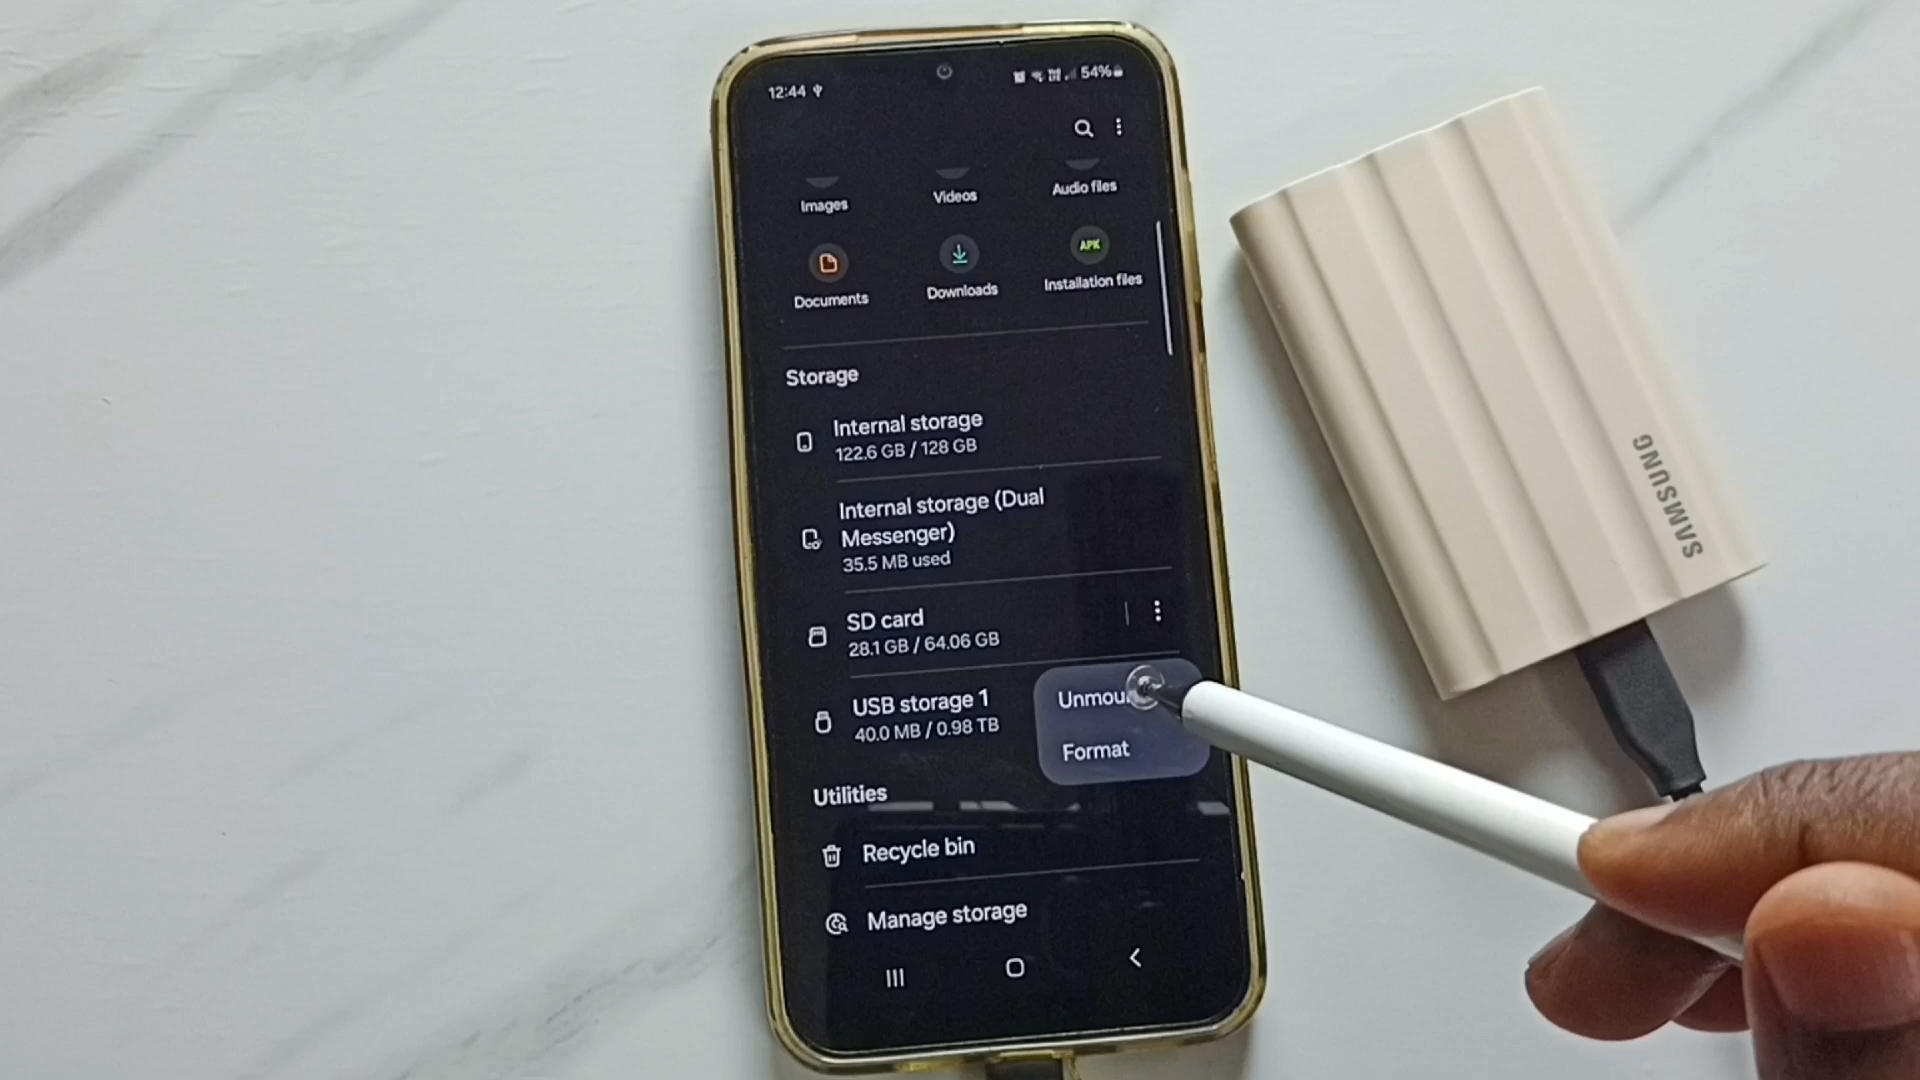 12:44
54%
Images
Videos
Audio files
APK
Documents
Downloads
Installation files
Storage
Internal storage
122.6 GB / 128 GB
Internal storage (Dual
Messenger)
35.5 MB used
SD card
28.1 GB / 64.06 GB
USB storage 1
40.0 MB / 0.98 TB
Unmou
Format
Utilities
Recycle bin
Manage storage
SAMSUNG